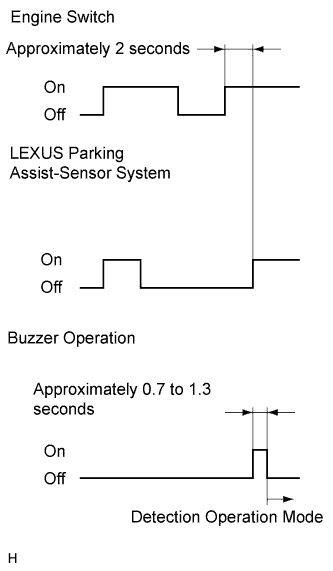 Engine Switch
Approximately 2 seconds
On
Off
LEXUS Parking
Assist-Sensor System
On
Off
Buzzer Operation
Approximately 0.7 to 1.3
seconds
On
Off
Detection Operation Mode
H